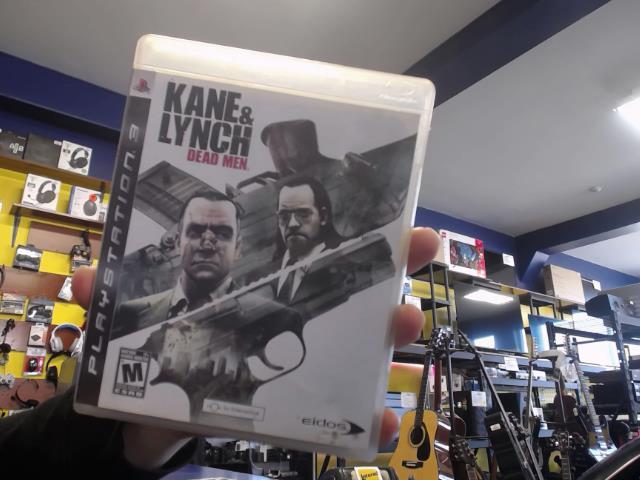 KANE &
LYNCH
DEAD MEN
PLAYSTATION 3
M
eidos